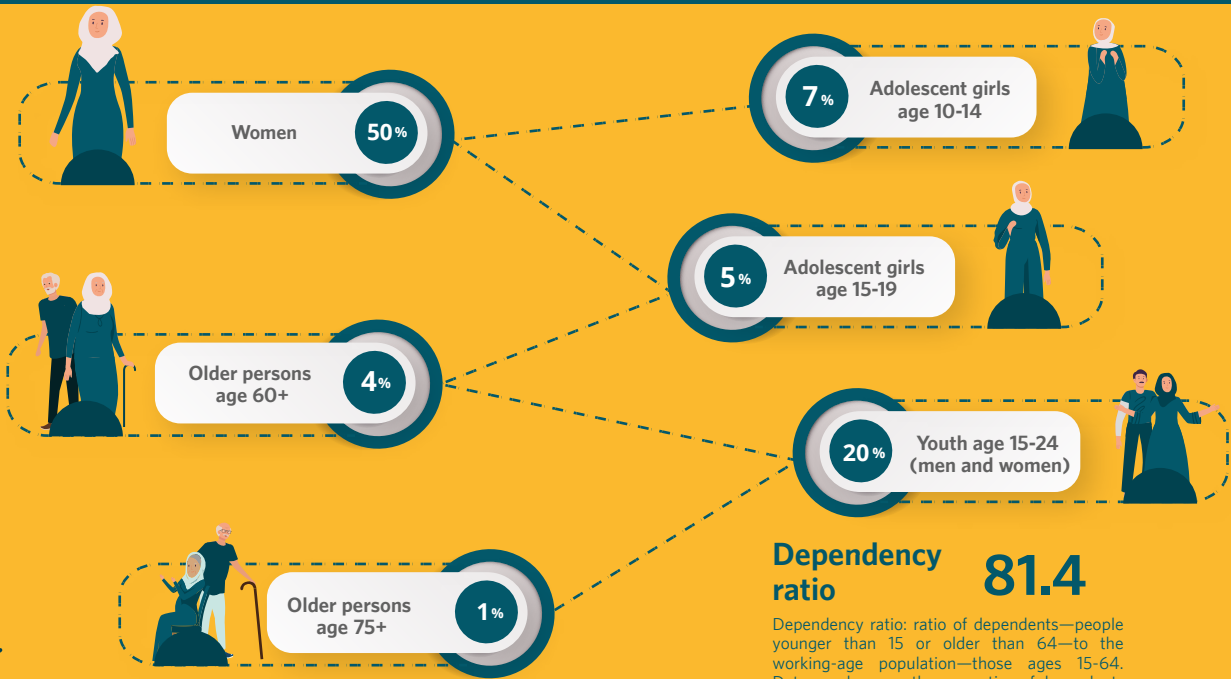 Women
50%
7%
Adolescent girls
age 10-14
5%
Adolescent girls
age 15-19
Older persons
age 60+
4%
20%
Youth age 15-24
(men and women)
Older persons
age 75+
1%
Dependency
ratio
81.4
Dependency ratio: ratio of dependents—people
younger than 15 or older than 64—to the
working-age population—those ages 15-64.